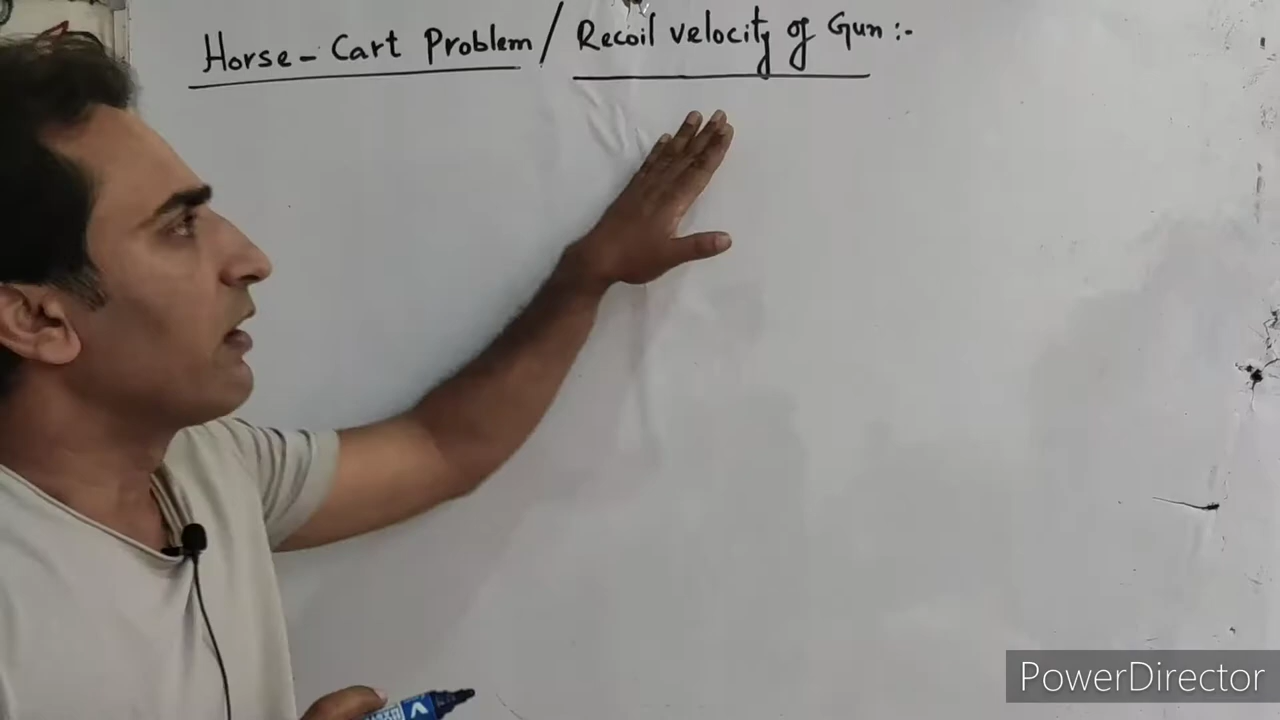 Horse - Cart Problem / Recoil velocity of Gun :-
PowerDirector